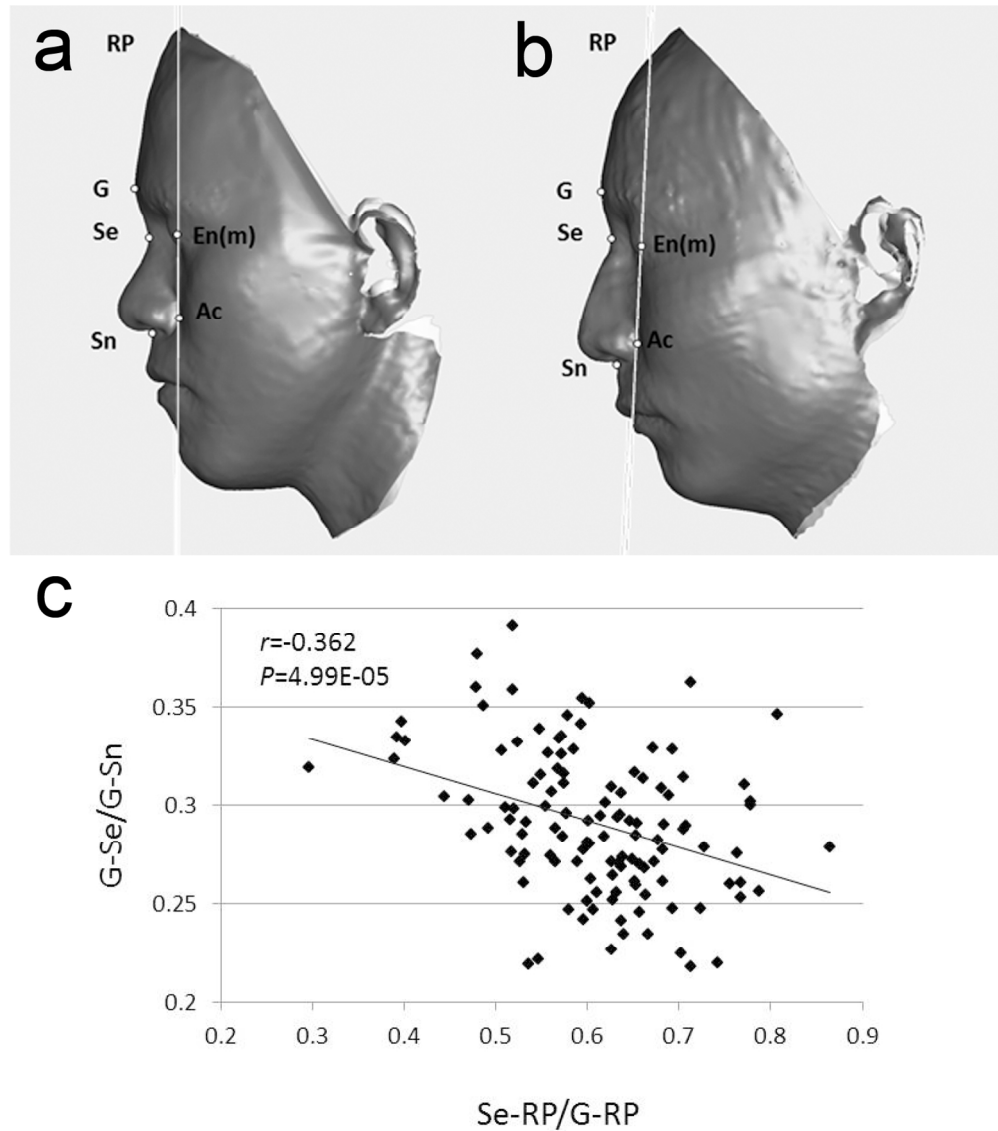 a
RP
G
Se
En(m)
Ac
Sn
b
RP
G
Se
En(m)
Ac
Sn
c
G-Se/G-Sn
0.4
0.35
0.3
0.25
0.2
r=-0.362
P=4.99E-05
0.2 0.3 0.4 0.5 0.6 0.7 0.8 0.9
Se-RP/G-RP